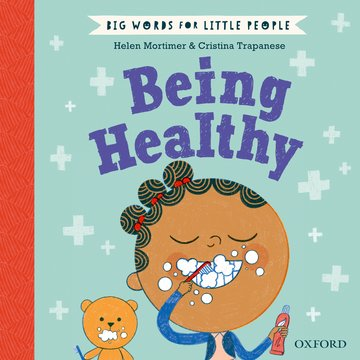 BIG WORDS FOR LITTLE PEOPLE
Helen Mortimer & Cristina Trapanese
Being
Healthy
OXFORD